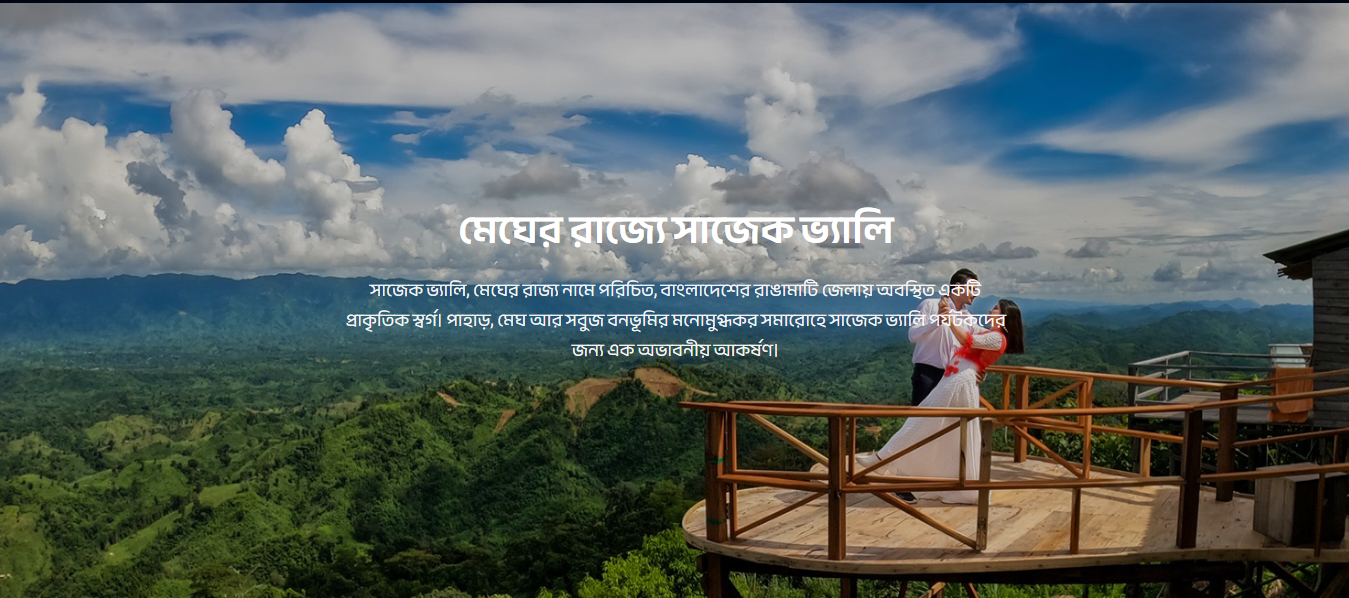 মেঘের রাজ্যে সাজেক ভ্যালি
সাজেক ভ্যালি, মেঘের রাজ্য নামে পরিচিত, বাংলাদেশের রাঙামাটি জেলায় অবস্থিত একটি
প্রাকৃতিক স্বর্গ। পাহাড়, মেঘ আর সবুজ বনভূমির মনোমুগ্ধকর সমারোহে সাজেক ভ্যালি পর্যটকদের
জন্য এক অভাবনীয় আকর্ষণ।